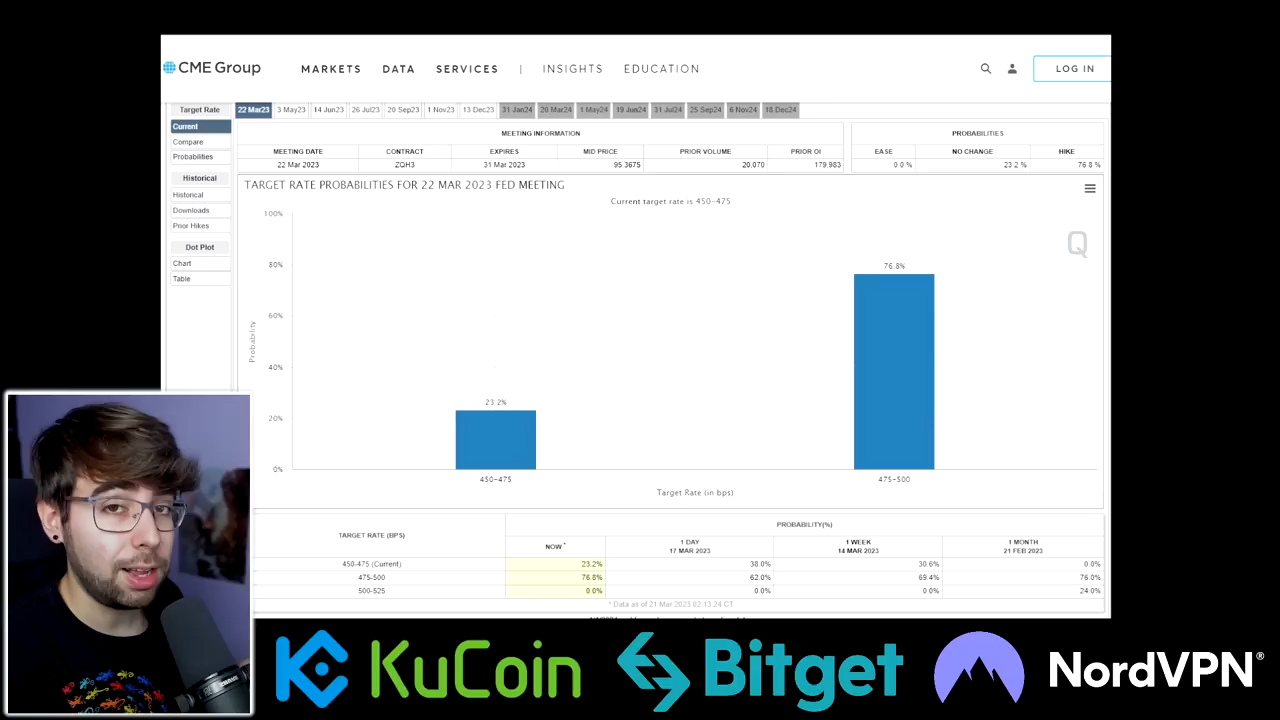 CME Group MARKETS DATA SERVICES | INSIGHTS EDUCATION LOG IN
Target Rate 22 Mar23 3 May23 14 Jun23 26 Jul23 20 Sep23 1 Nov23 13 Dec23 31 Jan24 20 Mar24 1 May24 19 Jun24 31 Jul24 25 Sep24 6 Nov24 18 Dec24
Current
Compare
Probabilities
Historical
Historical
Downloads
Prior Hikes
Dot Plot
Chart
Table
MEETING INFORMATION
MEETING DATE CONTRACT EXPIRES MID PRICE PRIOR VOLUME PRIOR OI
22 Mar 2023 ZQH3 31 Mar 2023 95.3675 20,070 179,983
PROBABILITIES
EASE NO CHANGE HIKE
0.0 % 23.2 % 76.8 %
TARGET RATE PROBABILITIES FOR 22 MAR 2023 FED MEETING
Current target rate is 450-475
Q
Probability
100%
80%
60%
40%
20%
0%
23.2%
76.8%
450-475 475-500
Target Rate (in bps)
TARGET RATE (BPS) PROBABILITY(%)
NOW * 1 DAY 1 WEEK 1 MONTH
17 MAR 2023 14 MAR 2023 21 FEB 2023
450-475 (Current) 23.2% 38.0% 30.6% 0.0%
475-500 76.8% 62.0% 69.4% 76.0%
500-525 0.0% 0.0% 0.0% 24.0%
* Data as of 21 Mar 2023 02:13:24 CT
KuCoin Bitget NordVPN®